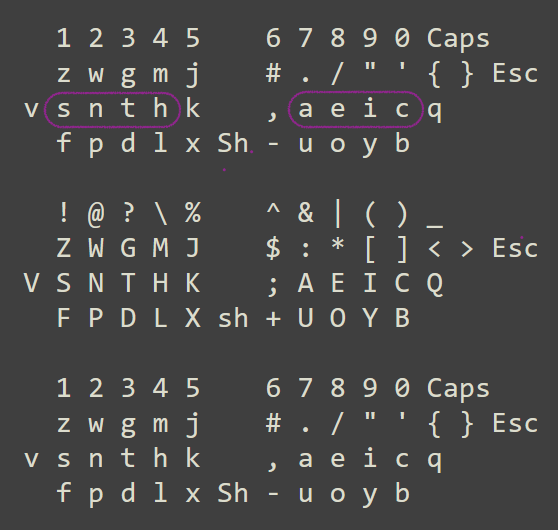 1 2 3 4 5 6 7 8 9 0 Caps
z w g m j # . / " ' { } Esc
v s n t h k , a e i c q
f p d l x Sh - u o y b
! @ ? \ % ^ & | ( ) _
Z W G M J $ : * [ ] < > Esc
V S N T H K ; A E I C Q
F P D L X sh + U O Y B
1 2 3 4 5 6 7 8 9 0 Caps
z w g m j # . / " ' { } Esc
v s n t h k , a e i c q
f p d l x Sh - u o y b